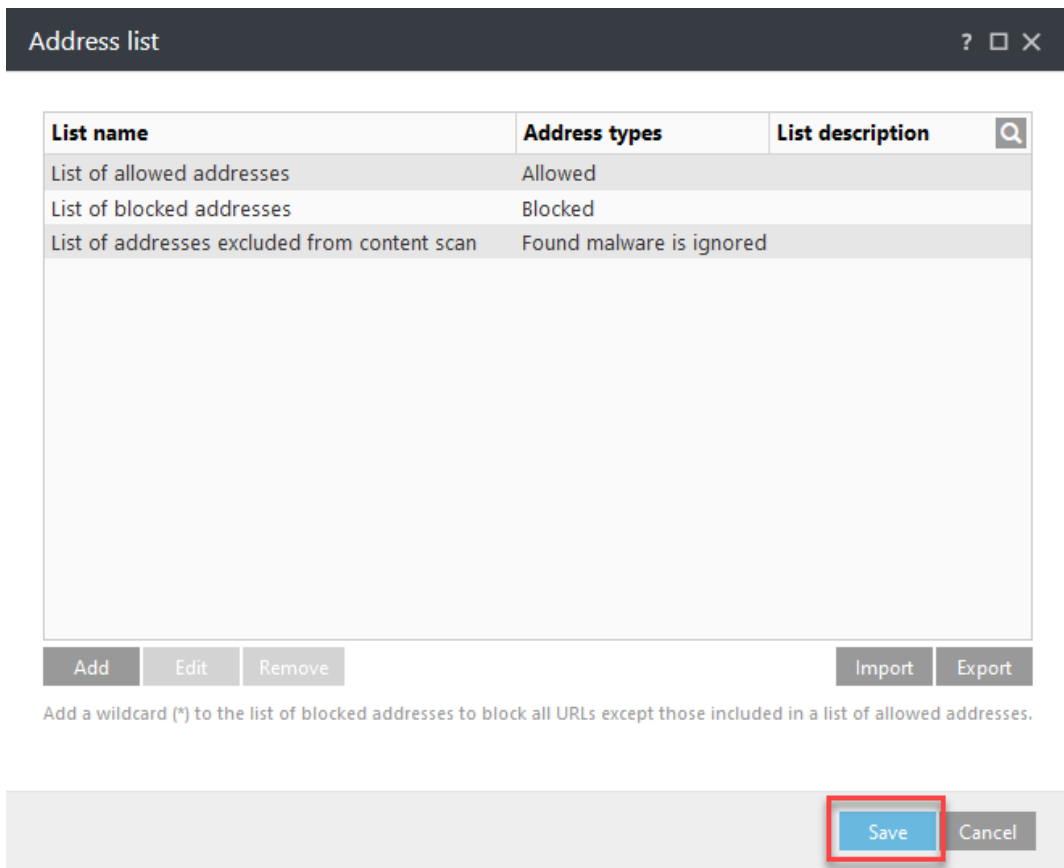 Address list ?
List name Address types List description
List of allowed addresses Allowed
List of blocked addresses Blocked
List of addresses excluded from content scan Found malware is ignored
Add Edit Remove Import Export
Add a wildcard (*) to the list of blocked addresses to block all URLs except those included in a list of allowed addresses.
Save Cancel